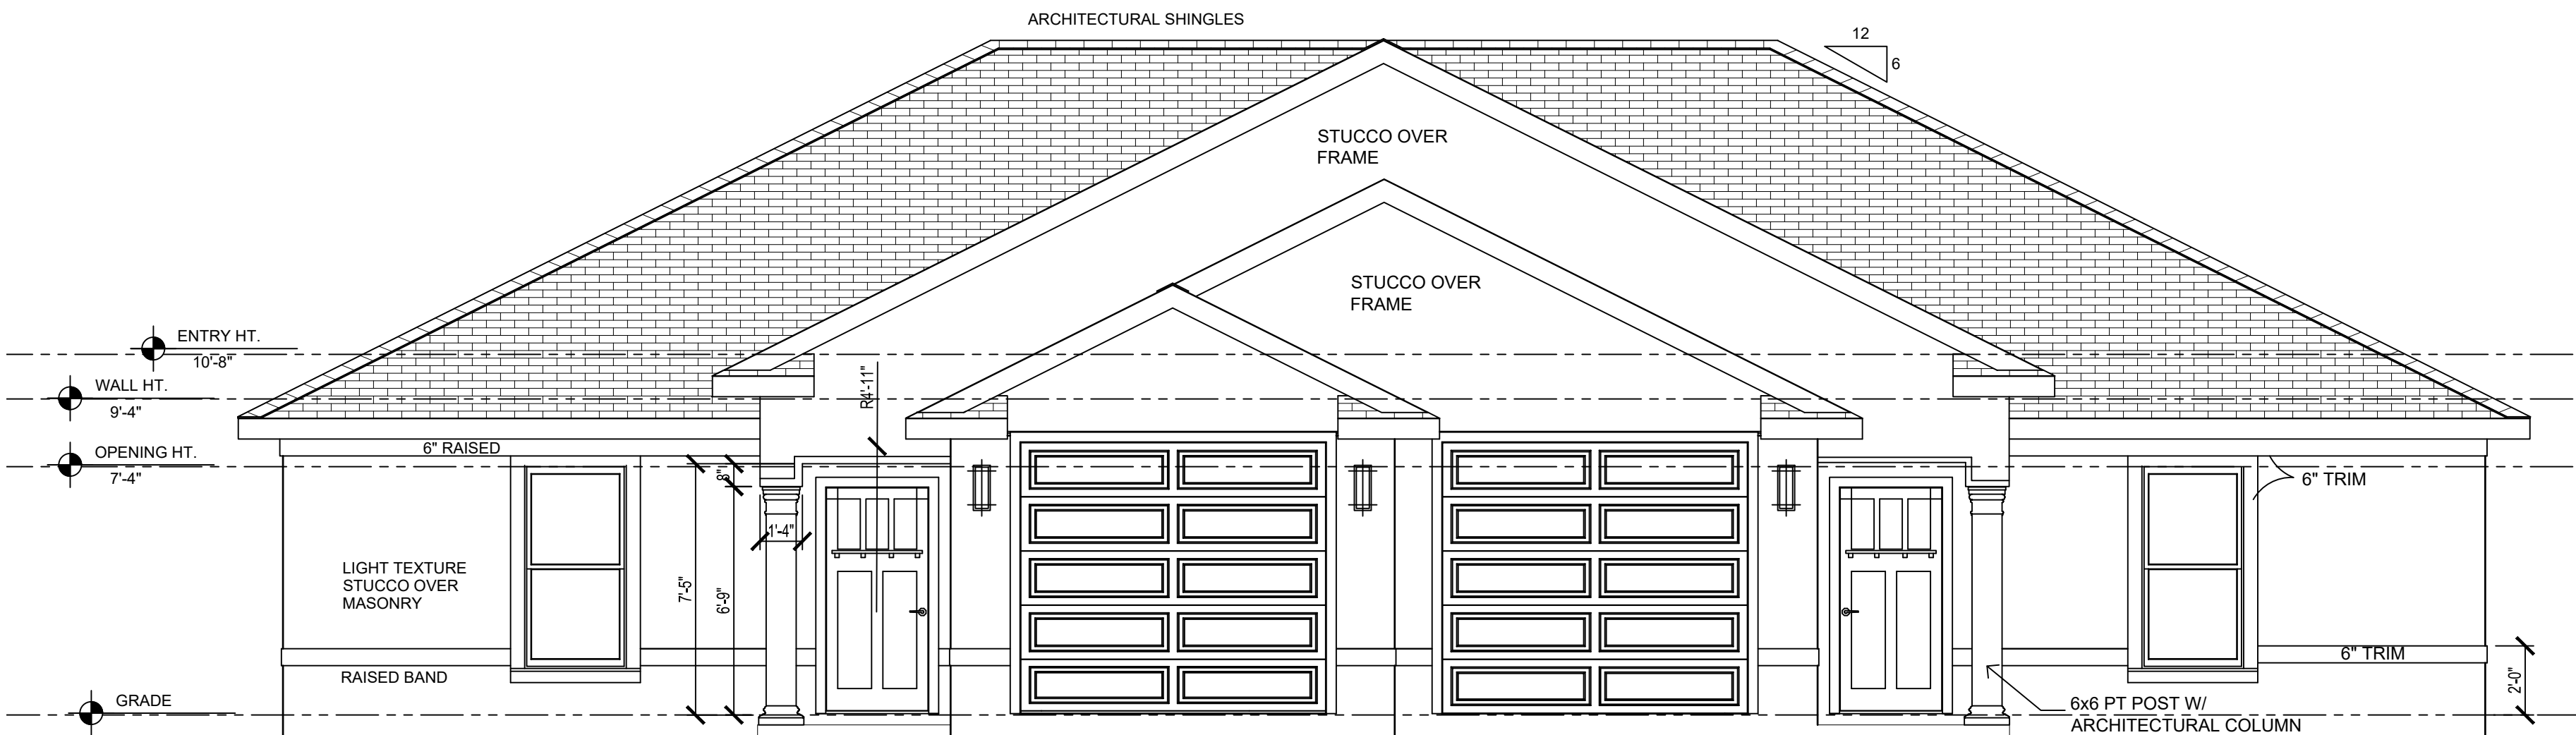 ARCHITECTURAL SHINGLES
12
6
STUCCO OVER
FRAME
STUCCO OVER
FRAME
ENTRY HT.
10'-8"
WALL HT.
9'-4"
OPENING HT.
7'-4"
R4'-11"
6" RAISED
8"
1'-4"
7'-5"
6'-9"
LIGHT TEXTURE
STUCCO OVER
MASONRY
RAISED BAND
GRADE
6" TRIM
6" TRIM
2'-0"
6x6 PT POST W/
ARCHITECTURAL COLUMN